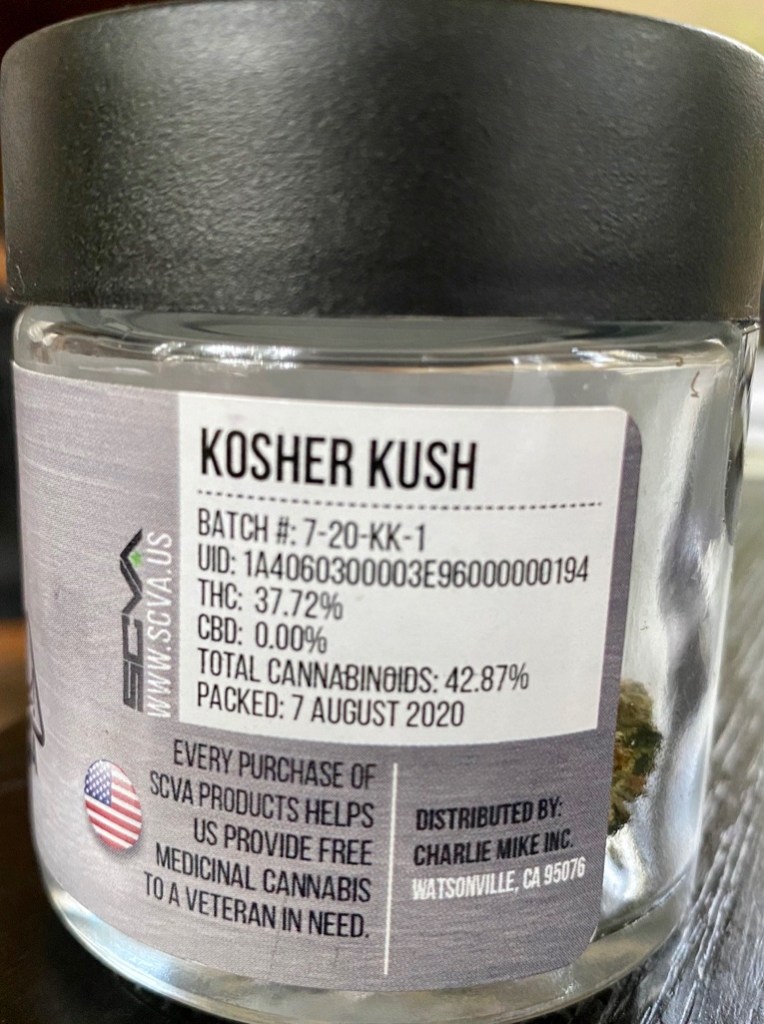 KOSHER KUSH
BATCH #: 7-20-KK-1
UID: 1A4060300003E96000000194
THC: 37.72%
CBD: 0.00%
TOTAL CANNABINOIDS: 42.87%
PACKED: 7 AUGUST 2020
SCVA
WWW.SCVA.US
EVERY PURCHASE OF
SCVA PRODUCTS HELPS
US PROVIDE FREE
MEDICINAL CANNABIS
TO A VETERAN IN NEED.
DISTRIBUTED BY:
CHARLIE MIKE INC.
WATSONVILLE, CA 95076